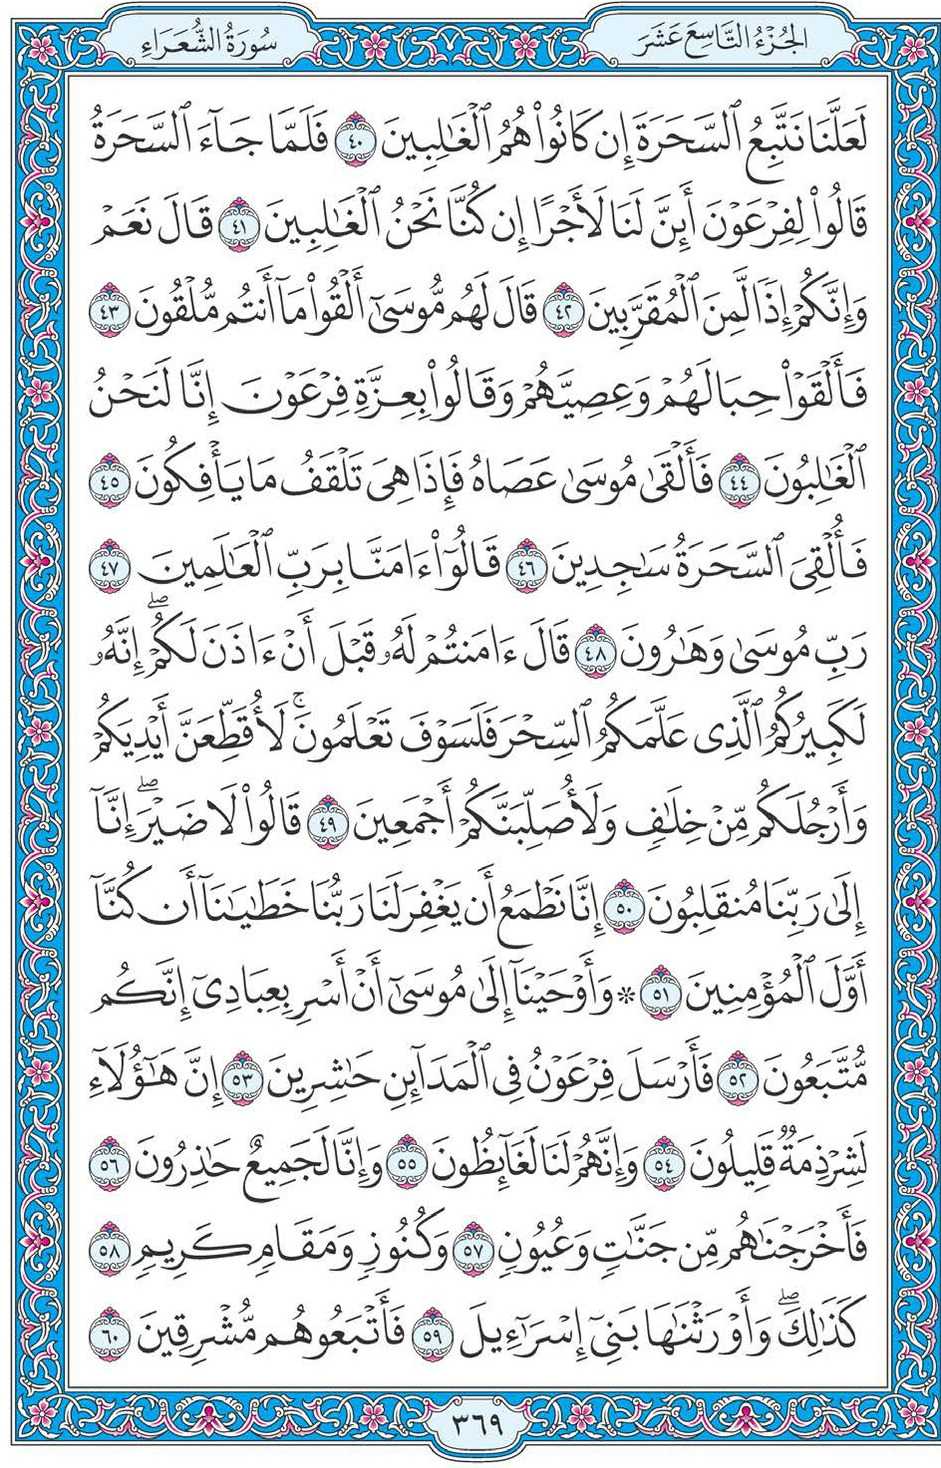 الجُزْءُ التَّاسِعَ عَشَرَ
سُورَةُ الشُّعَرَاءِ
لَعَلَّنَا نَتَّبِعُ ٱلسَّحَرَةَ إِن كَانُوا۟ هُمُ ٱلْغَٰلِبِينَ ٤٠ فَلَمَّا جَآءَ ٱلسَّحَرَةُ
قَالُوا۟ لِفِرْعَوْنَ أَئِنَّ لَنَا لَأَجْرًا إِن كُنَّا نَحْنُ ٱلْغَٰلِبِينَ ٤١ قَالَ نَعَمْ
وَإِنَّكُمْ إِذًا لَّمِنَ ٱلْمُقَرَّبِينَ ٤٢ قَالَ لَهُم مُّوسَىٰٓ أَلْقُوا۟ مَآ أَنتُم مُّلْقُونَ ٤٣
فَأَلْقَوْا۟ حِبَالَهُمْ وَعِصِيَّهُمْ وَقَالُوا۟ بِعِزَّةِ فِرْعَوْنَ إِنَّا لَنَحْنُ
ٱلْغَٰلِبُونَ ٤٤ فَأَلْقَىٰ مُوسَىٰ عَصَاهُ فَإِذَا هِىَ تَلْقَفُ مَا يَأْفِكُونَ ٤٥
فَأُلْقِىَ ٱلسَّحَرَةُ سَٰجِدِينَ ٤٦ قَالُوٓا۟ ءَامَنَّا بِرَبِّ ٱلْعَٰلَمِينَ ٤٧
رَبِّ مُوسَىٰ وَهَٰرُونَ ٤٨ قَالَ ءَامَنتُمْ لَهُۥ قَبْلَ أَنْ ءَاذَنَ لَكُمْ ۖ إِنَّهُۥ
لَكَبِيرُكُمُ ٱلَّذِى عَلَّمَكُمُ ٱلسِّحْرَ فَلَسَوْفَ تَعْلَمُونَ ۚ لَأُقَطِّعَنَّ أَيْدِيَكُمْ
وَأَرْجُلَكُم مِّنْ خِلَٰفٍ وَلَأُصَلِّبَنَّكُمْ أَجْمَعِينَ ٤٩ قَالُوا۟ لَا ضَيْرَ ۖ إِنَّآ
إِلَىٰ رَبِّنَا مُنقَلِبُونَ ٥٠ إِنَّا نَطْمَعُ أَن يَغْفِرَ لَنَا رَبُّنَا خَطَٰيَٰنَآ أَن كُنَّآ
أَوَّلَ ٱلْمُؤْمِنِينَ ٥١ ۞ وَأَوْحَيْنَآ إِلَىٰ مُوسَىٰٓ أَنْ أَسْرِ بِعِبَادِىٓ إِنَّكُم
مُّتَّبَعُونَ ٥٢ فَأَرْسَلَ فِرْعَوْنُ فِى ٱلْمَدَآئِنِ حَٰشِرِينَ ٥٣ إِنَّ هَٰٓؤُلَآءِ
لَشِرْذِمَةٌ قَلِيلُونَ ٥٤ وَإِنَّهُمْ لَنَا لَغَآئِظُونَ ٥٥ وَإِنَّا لَجَمِيعٌ حَٰذِرُونَ ٥٦
فَأَخْرَجْنَٰهُم مِّن جَنَّٰتٍ وَعُيُونٍ ٥٧ وَكُنُوزٍ وَمَقَامٍ كَرِيمٍ ٥٨
كَذَٰلِكَ ۖ وَأَوْرَثْنَٰهَا بَنِىٓ إِسْرَٰٓءِيلَ ٥٩ فَأَتْبَعُوهُم مُّشْرِقِينَ ٦٠
٣٦٩